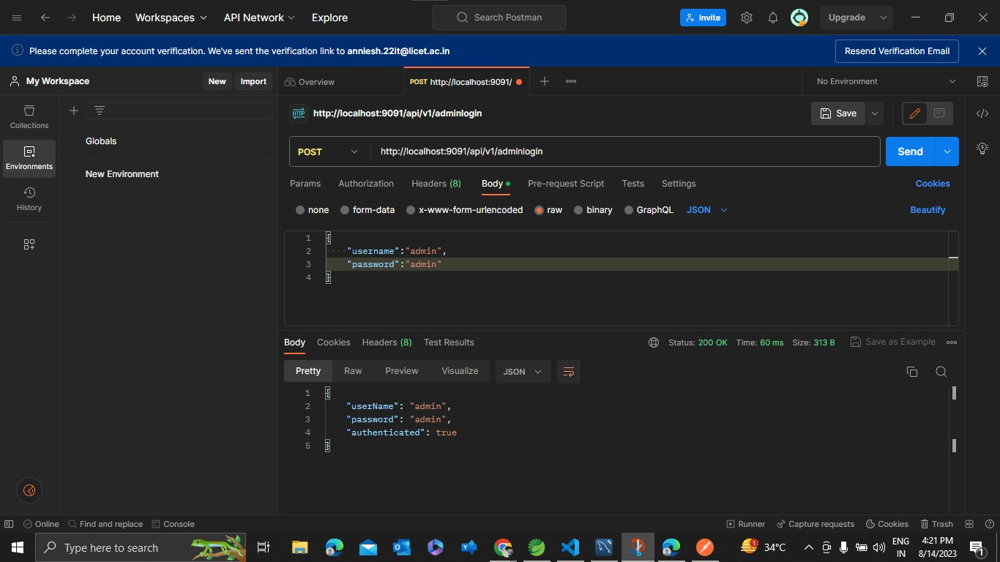 Home Workspaces API Network Explore Search Postman Invite Upgrade
Please complete your account verification. We've sent the verification link to anniesh.22it@licet.ac.in Resend Verification Email
My Workspace New Import Overview POST http://localhost:9091/ No Environment
Collections
Environments
History
Globals
New Environment
HTTP http://localhost:9091/api/v1/adminlogin Save
POST http://localhost:9091/api/v1/adminlogin Send
Params Authorization Headers (8) Body Pre-request Script Tests Settings Cookies
none form-data x-www-form-urlencoded raw binary GraphQL JSON Beautify
1 {
2 "username":"admin",
3 "password":"admin"
4 }
Body Cookies Headers (8) Test Results Status: 200 OK Time: 60 ms Size: 313 B Save as Example
Pretty Raw Preview Visualize JSON
1 {
2 "userName": "admin",
3 "password": "admin",
4 "authenticated": true
5 }
Online Find and replace Console Runner Capture requests Cookies Trash
Type here to search 1 34°C ENG IN 4:21 PM 8/14/2023 1